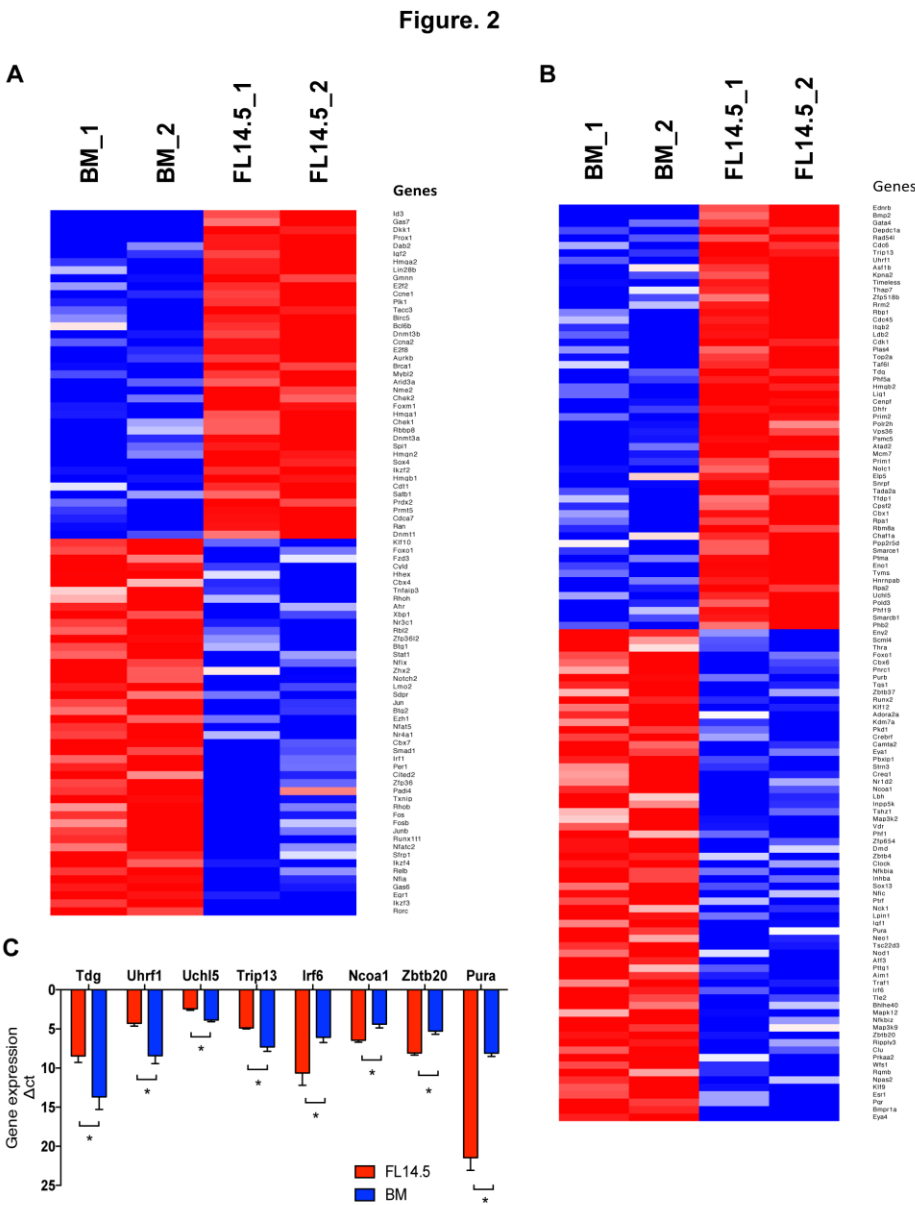 Figure. 2
A
BM_1
BM_2
FL14.5_1
FL14.5_2
Genes
Id3
Gas7
Dkk1
Prox1
Dab2
Igf2
Hmga2
Lin28b
Gmnn
E2f2
Ccne1
Plk1
Tacc3
Birc5
Bcl6b
Dnmt3b
Ccna2
E2f8
Aurkb
Brca1
Mybl2
Arid3a
Nme2
Chek2
Foxm1
Hmga1
Chek1
Rbbp8
Dnmt3a
Spi1
Hmgn2
Sox4
Ikzf2
Hmgb1
Cdt1
Satb1
Prdx2
Prmt5
Cdca7
Ran
Dnmt1
Klf10
Foxo1
Fzd3
Cyld
Hhex
Cbx4
Tnfaip3
Rhoh
Ahr
Xbp1
Nr3c1
Rbl2
Zfp36l2
Btg1
Stat1
Nfix
Zhx2
Notch2
Lmo2
Sdpr
Jun
Btg2
Ezh1
Nfat5
Nr4a1
Cbx7
Smad1
Irf1
Per1
Cited2
Zfp36
Padi4
Txnip
Rhob
Fos
Fosb
Junb
Runx1t1
Nfatc2
Sfrp1
Ikzf4
Relb
Nfia
Gas6
Egr1
Ikzf3
Rorc
B
BM_1
BM_2
FL14.5_1
FL14.5_2
Genes
Ednrb
Bmp2
Gata4
Depdc1a
Rad54l
Cdc6
Trip13
Uhrf1
Asf1b
Kpna2
Timeless
Thap7
Zfp518b
Rrm2
Rbp1
Cdc45
Itgb2
Ldb2
Cdk1
Pias4
Top2a
Taf6l
Tdg
Phf5a
Hmgb2
Lig1
Cenpf
Dhfr
Prim2
Polr2h
Vps36
Psmc5
Atad2
Mcm7
Prim1
Nolc1
Elp5
Snrpf
Tada2a
Tfdp1
Cpsf2
Cbx1
Rpa1
Rbm8a
Chaf1a
Ppp2r5d
Smarce1
Ptma
Eno1
Tyms
Hnrnpab
Rpa2
Uchl5
Pold3
Phf19
Smarcb1
Phb2
Eny2
Scml4
Thra
Foxo1
Cbx6
Pnrc1
Purb
Tgs1
Zbtb37
Runx2
Klf12
Adora2a
Kdm7a
Pkd1
Crebrf
Camta2
Eya1
Pbxip1
Strn3
Creg1
Nr1d2
Ncoa1
Lbh
Inpp5k
Tshz1
Map3k2
Vdr
Phf1
Zfp654
Dmd
Zbtb4
Clock
Nfkbia
Inhba
Sox13
Nfic
Ptrf
Nck1
Lpin1
Igf1
Pura
Neo1
Tsc22d3
Nod1
Aff3
Pttg1
Aim1
Traf1
Irf6
Tle2
Bhlhe40
Mapk12
Nfkbiz
Map3k9
Zbtb20
Ripply3
Clu
Prkaa2
Wfs1
Rgmb
Npas2
Klf9
Esr1
Pgr
Bmpr1a
Eya4
C
Tdg Uhrf1 Uchl5 Trip13 Irf6 Ncoa1 Zbtb20 Pura
Gene expression
Δct
0
5
10
15
20
25
* * * * * * * *
FL14.5
BM